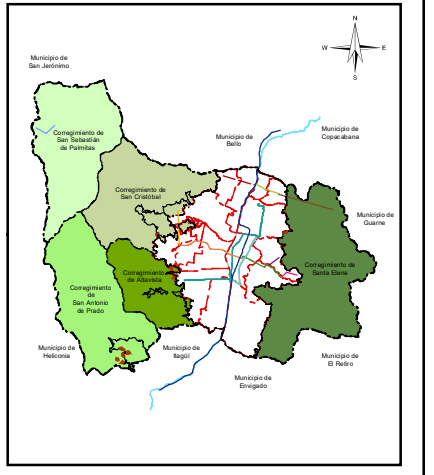 N
W
E
S
Municipio de
San Jerónimo
Corregimiento de
San Sebastián
de Palmitas
Municipio de
Bello
Municipio de
Copacabana
Corregimiento de
San Cristóbal
Municipio de
Guarne
Corregimiento de
Santa Elena
Corregimiento
de Altavista
Corregimiento
de
San Antonio
de Prado
Municipio de
Heliconia
Municipio de
Itagüí
Municipio de
El Retiro
Municipio de
Envigado